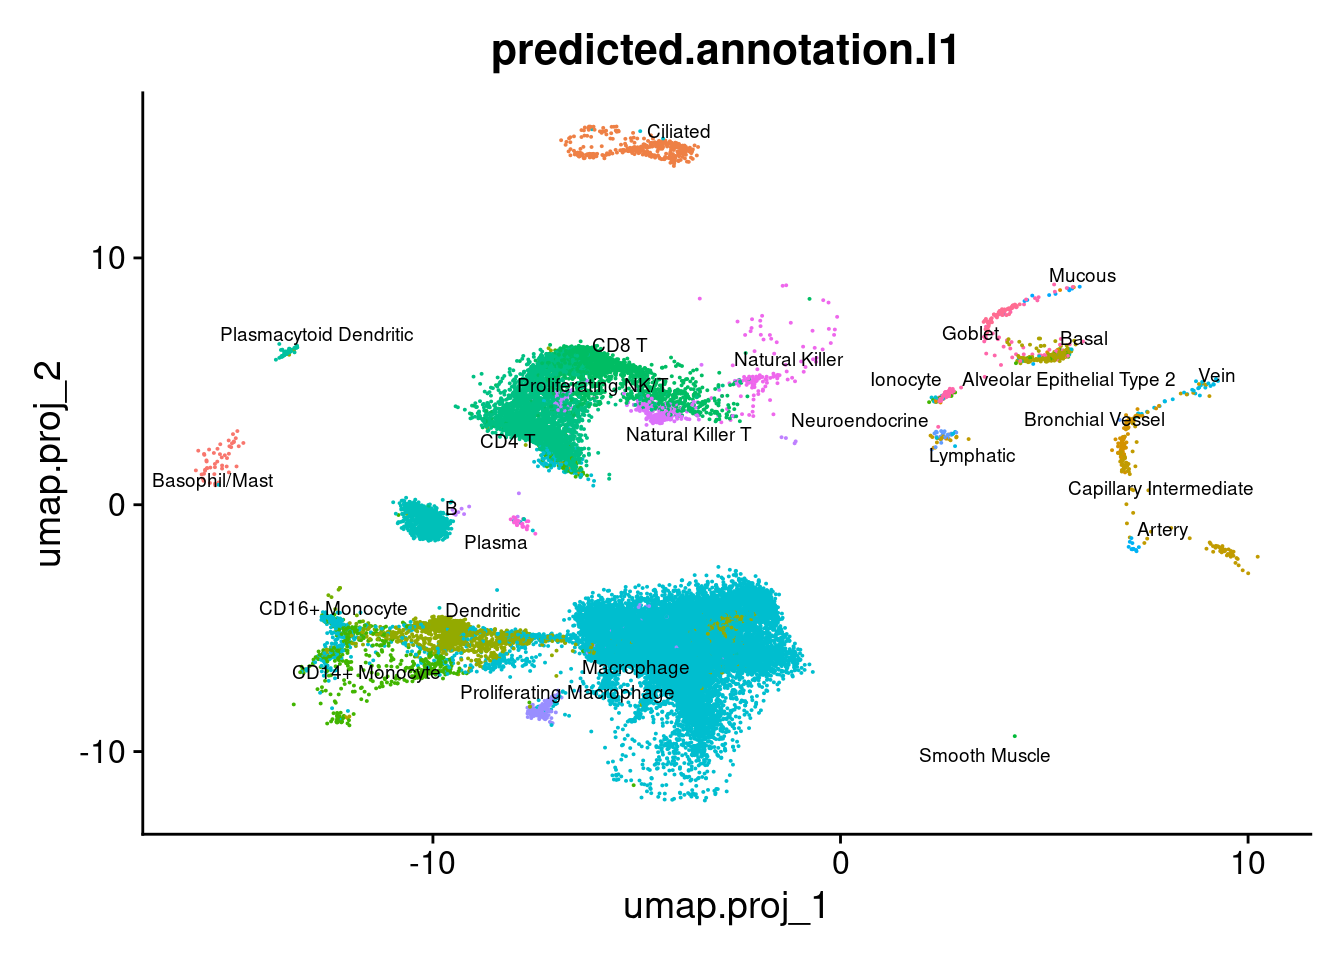 predicted.annotation.l1
Ciliated
10
Mucous
Plasmacytoid Dendritic
Goblet
Basal
CD8 T
Natural Killer
Proliferating NK/T
Ionocyte
Alveolar Epithelial Type 2
Vein
Neuroendocrine
Bronchial Vessel
CD4 T
Natural Killer T
Lymphatic
Basophil/Mast
Capillary Intermediate
0
B
Artery
Plasma
CD16+ Monocyte
Dendritic
CD14+ Monocyte
Macrophage
Proliferating Macrophage
-10
Smooth Muscle
umap.proj_2
-10
0
10
umap.proj_1